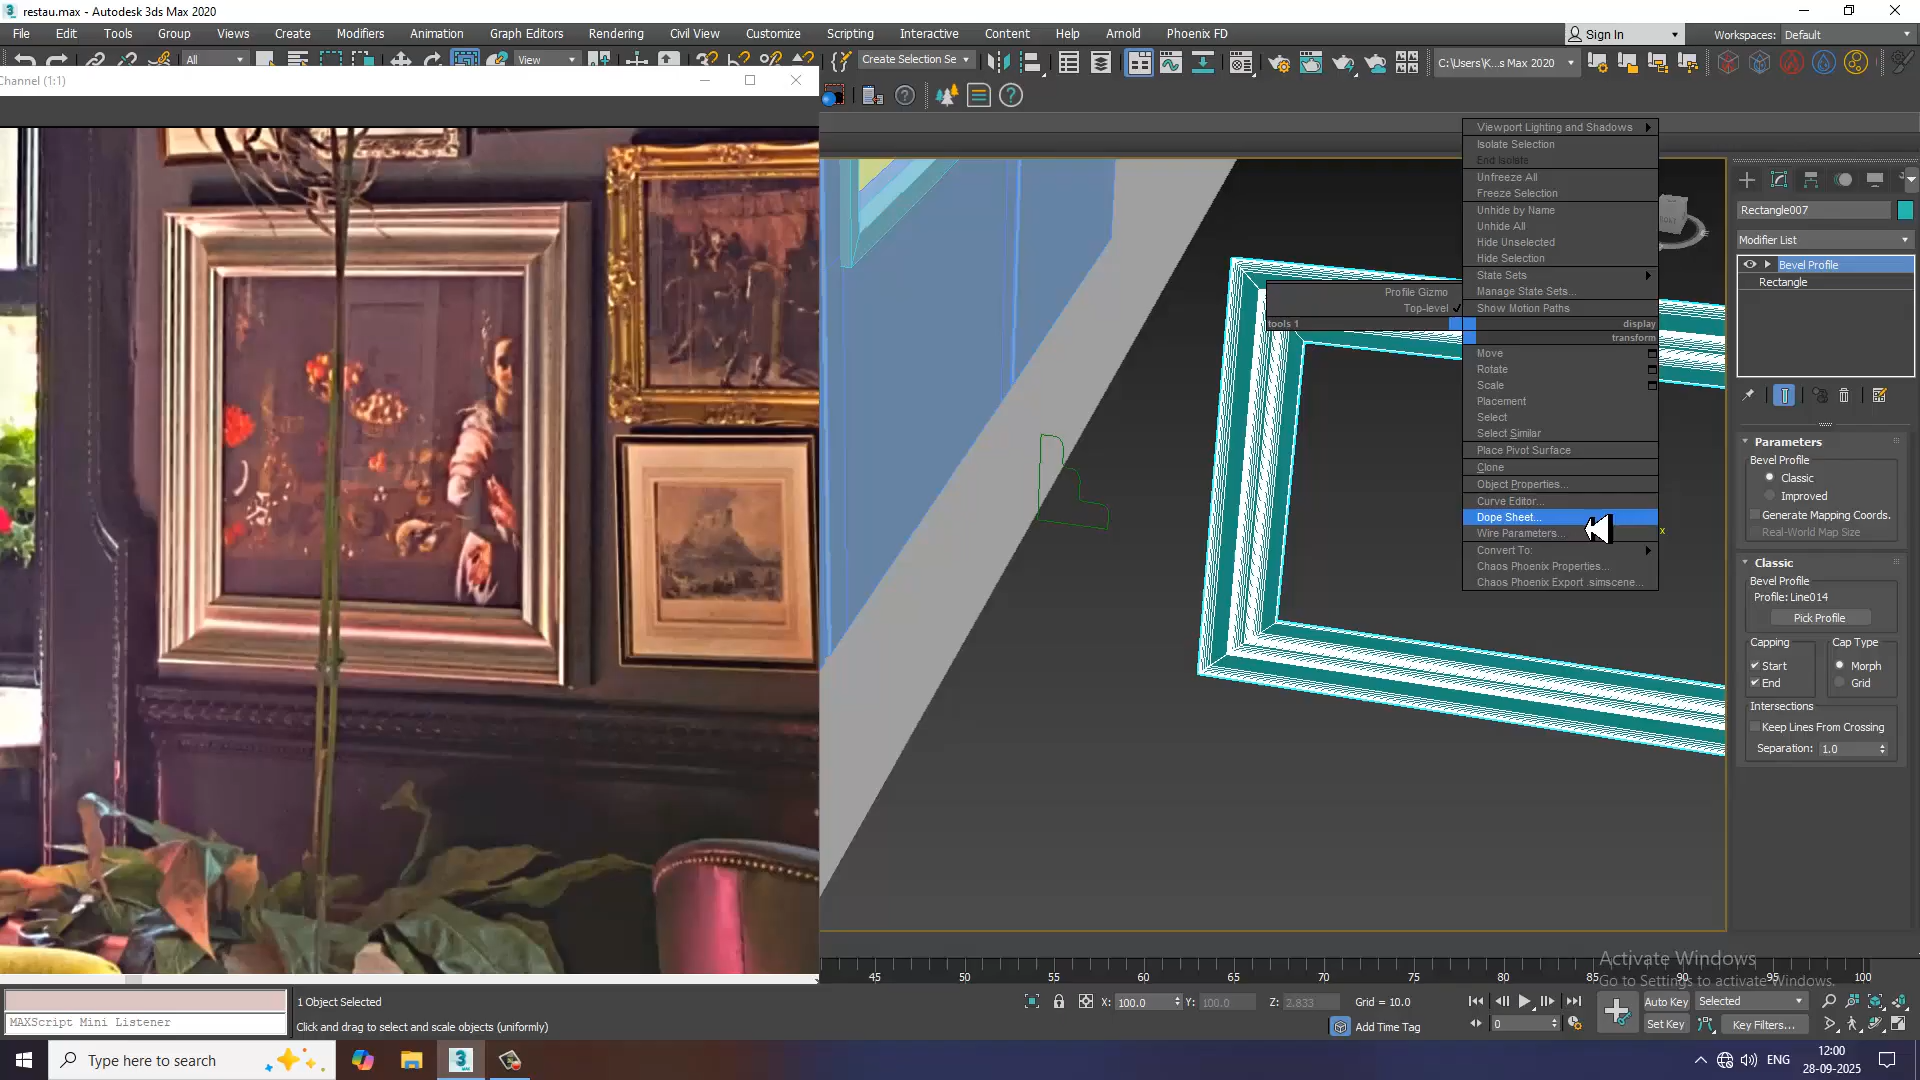 restau.max - Autodesk 3ds Max 2020
File Edit Tools Group Views Create Modifiers Animation Graph Editors Rendering Civil View Customize Scripting Interactive Content Help Arnold Phoenix FD
Sign In
Workspaces: Default
All
View
Create Selection Se
C:\Users\K...s Max 2020
Channel (1:1)
Viewport Lighting and Shadows
Isolate Selection
End Isolate
Unfreeze All
Freeze Selection
Unhide by Name
Unhide All
Hide Unselected
Hide Selection
State Sets
Manage State Sets...
Show Motion Paths
Profile Gizmo
Top-level
tools 1
display
transform
Move
Rotate
Scale
Placement
Select
Select Similar
Place Pivot Surface
Clone
Object Properties...
Curve Editor...
Dope Sheet...
Wire Parameters...
Convert To:
Chaos Phoenix Properties...
Chaos Phoenix Export .simscene...
x
Rectangle007
Modifier List
Bevel Profile
Rectangle
Parameters
Bevel Profile
Classic
Improved
Generate Mapping Coords.
Real-World Map Size
Classic
Bevel Profile
Profile: Line014
Pick Profile
Capping
Cap Type
Start
Morph
End
Grid
Intersections
Keep Lines From Crossing
Separation: 1.0
Activate Windows
Go to Settings to activate Windows.
45 50 55 60 65 70 75 80 85 90 95 100
1 Object Selected
X: 100.0 Y: 100.0 Z: 2.833 Grid = 10.0
Auto Key Selected
MAXScript Mini Listener
Click and drag to select and scale objects (uniformly)
Add Time Tag
0
Set Key Key Filters...
Type here to search
ENG
12:00
28-09-2025